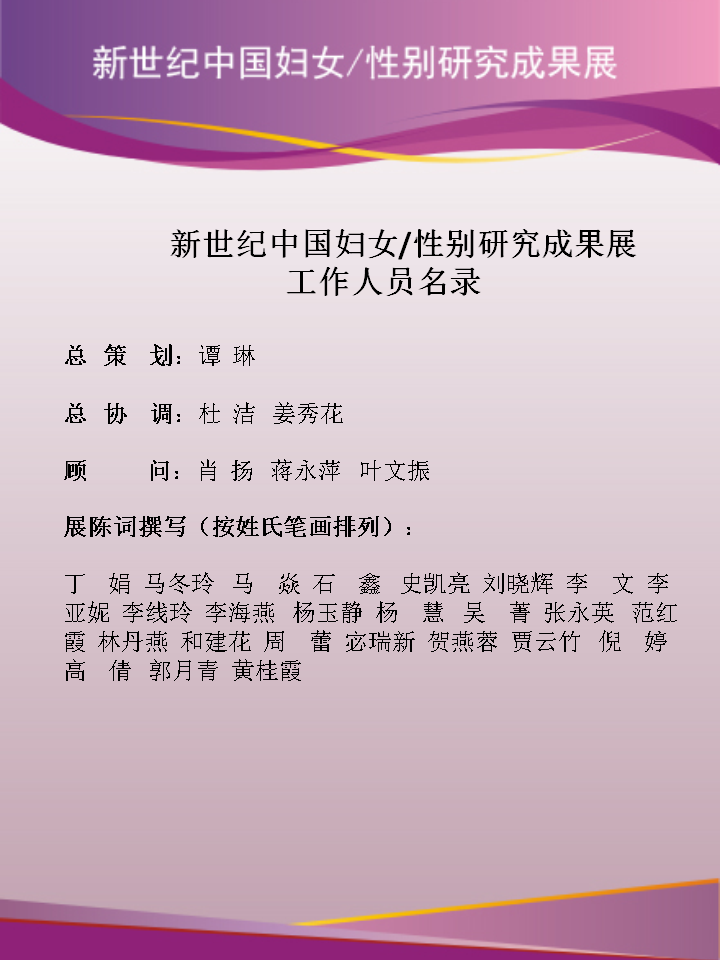 新世纪中国妇女/性别研究成果展
新世纪中国妇女/性别研究成果展
工作人员名录
总 策 划：谭 琳
总 协 调：杜 洁 姜秀花
顾 问：肖 扬 蒋永萍 叶文振
展陈词撰写（按姓氏笔画排列）：
丁 娟 马冬玲 马 焱 石 鑫 史凯亮 刘晓辉 李 文 李
亚妮 李线玲 李海燕 杨玉静 杨 慧 吴 菁 张永英 范红
霞 林丹燕 和建花 周 蕾 宓瑞新 贺燕蓉 贾云竹 倪 婷
高 倩 郭月青 黄桂霞